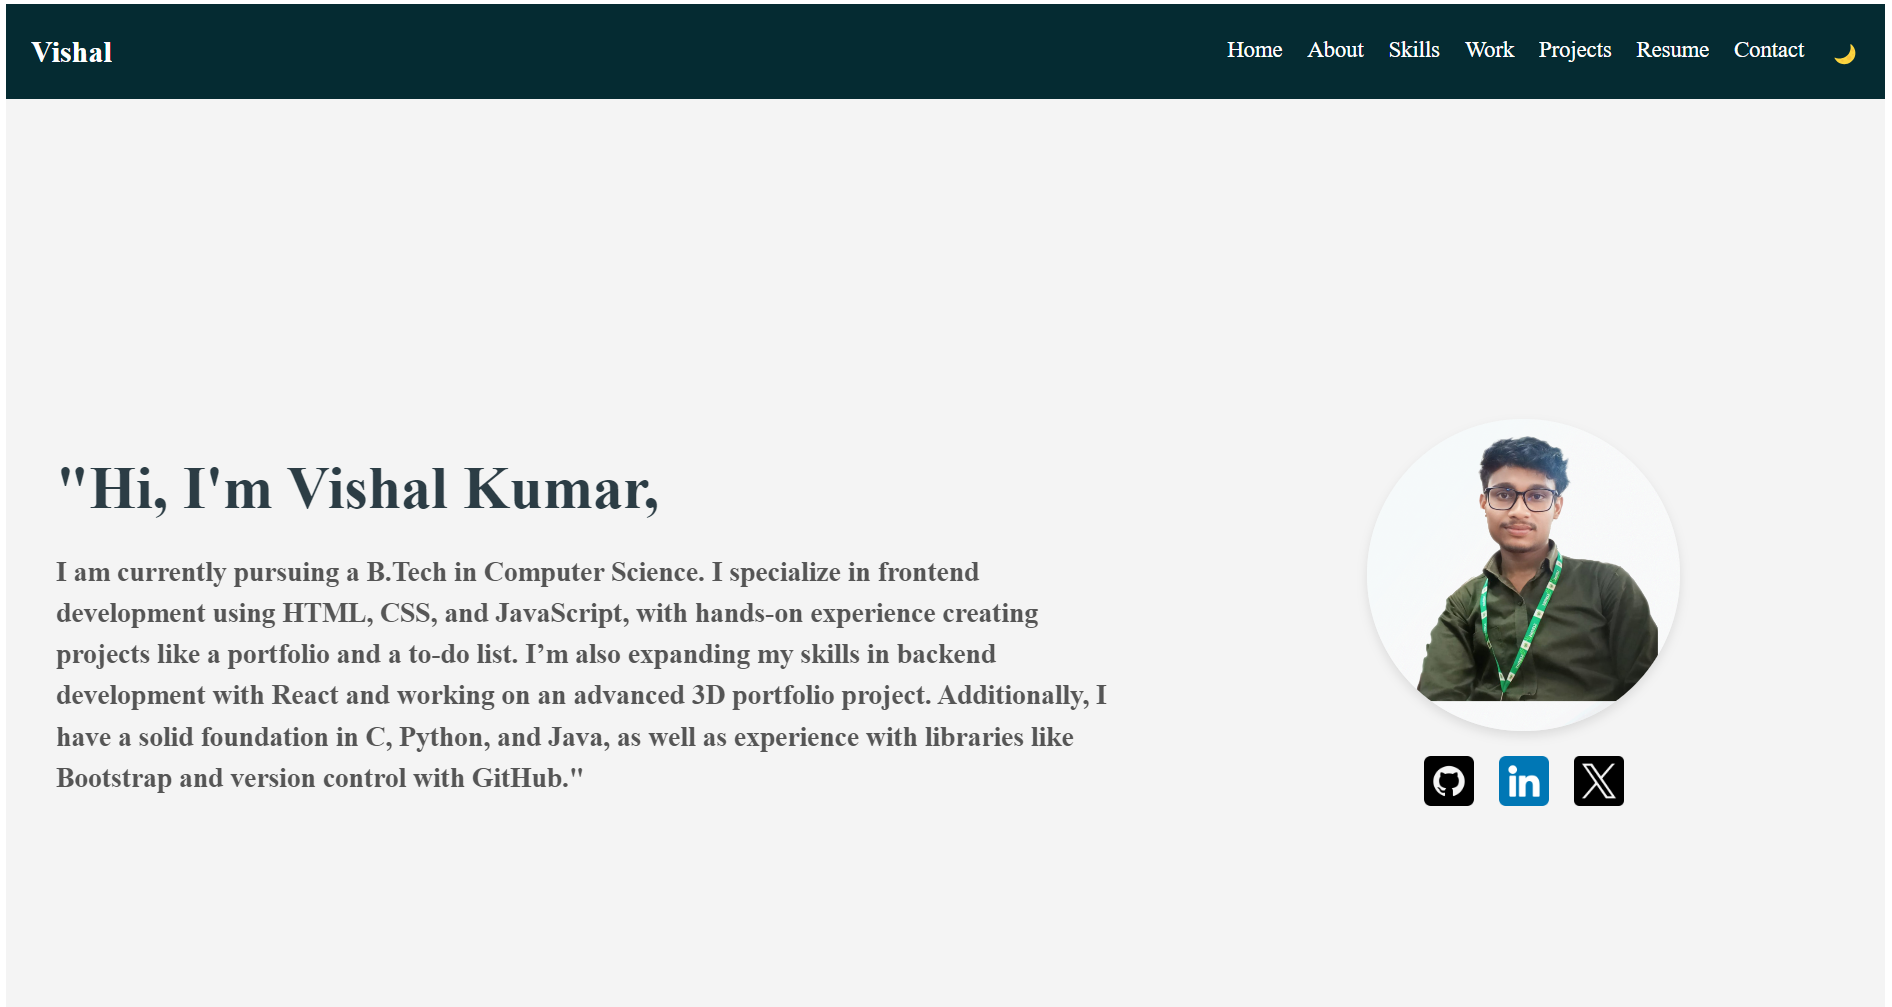 Vishal
Home About Skills Work Projects Resume Contact
"Hi, I'm Vishal Kumar,
I am currently pursuing a B.Tech in Computer Science. I specialize in frontend
development using HTML, CSS, and JavaScript, with hands-on experience creating
projects like a portfolio and a to-do list. I’m also expanding my skills in backend
development with React and working on an advanced 3D portfolio project. Additionally, I
have a solid foundation in C, Python, and Java, as well as experience with libraries like
Bootstrap and version control with GitHub."
in
X